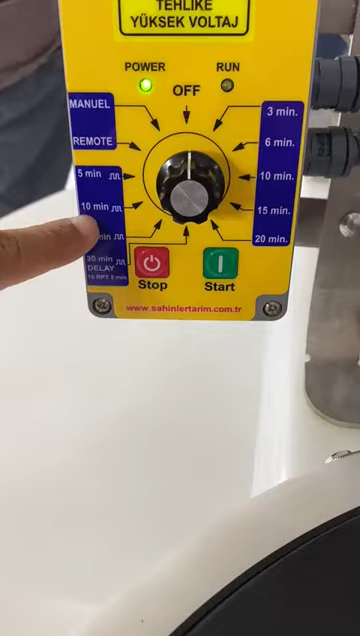 TEHLİKE
YÜKSEK VOLTAJ
POWER
RUN
OFF
MANUEL
REMOTE
5 min
10 min
min
30 min
DELAY
3 min.
6 min.
10 min.
15 min.
20 min.
Stop
Start
www.sahinlertarim.com.tr